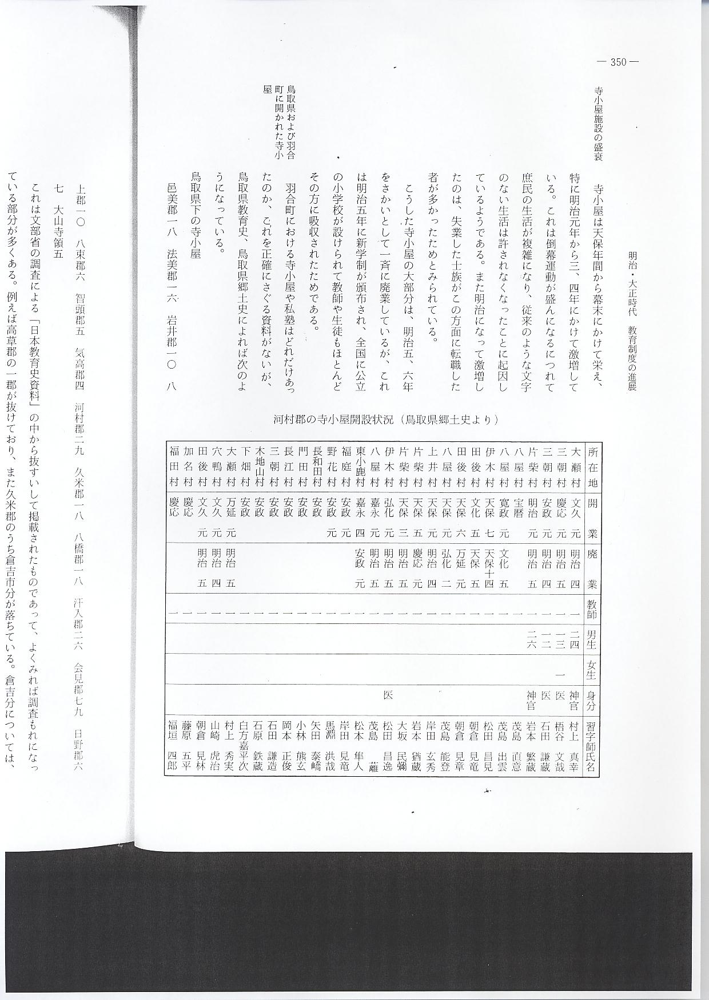 ― 350 ―
明治・大正時代　教育制度の進展
寺小屋施設の盛衰
寺小屋は天保年間から幕末にかけて栄え、
特に明治元年から三、四年にかけて激増して
いる。これは倒幕運動が盛んになるにつれて
庶民の生活が複雑になり、従来のような文字
のない生活は許されなくなったことに起因し
ているようである。また明治になって激増し
たのは、失業した士族がこの方面に転職した
者が多かったためとみられている。
こうした寺小屋の大部分は、明治五、六年
をさかいとして一斉に廃業しているが、これ
は明治五年に新学制が頒布され、全国に公立
の小学校が設けられて教師や生徒もほとんど
その方に吸収されたためである。
鳥取県および羽合
町に開かれた寺小
屋
羽合町における寺小屋や私塾はどれだけあっ
たのか、これを正確にさぐる資料がないが、
鳥取県教育史、鳥取県郷土史によれば次のよ
うになっている。
鳥取県下の寺小屋
邑美郡一八　法美郡一六　岩井郡一〇　八
河村郡の寺小屋開設状況（鳥取県郷土史より）
所在地　開業　廃業　教師　男生　女生　身分　習字師氏名
大瀬村　文久元　明治四　一　二四　神官　村上真幸
三朝村　慶応元　明治五　一　一三　一　医　梧谷文哉
三朝村　安政元　明治四　一　一二　医　石田謙蔵
片柴村　明治元　明治五　一　二六　神官　岩本繁蔵
八屋村　宝暦　一　茂島直意
八屋村　寛政元　文化五　一　茂島出雲
伊木村　天保七　天保十四　一　松田昌見
田後村　文化五　天保五　一　朝倉見竜
田後村　天保六　万延元　一　朝倉見章
八屋村　天保元　弘化二　一　茂島能登
上井村　天保元　明治四　一　岸田玄秀
片柴村　天保五　慶応元　一　岩本猶蔵
片柴村　天保三　明治五　一　大坂民彌
伊木村　弘化元　明治五　一　医　松田昌逸
八屋村　嘉永元　明治五　一　茂島
東小鹿村　嘉永四　安政元　一　松本隼人
福庭村　安政元　一　岸田見竜
野花村　安政元　一　馬淵洪哉
長和田村　安政　一　矢田泰嶠
門田村　安政　一　小林熊玄
長江村　安政　一　岡本正俊
三朝村　安政　一　石田謙造
木地山村　安政　一　石原鉄蔵
下畑村　安政　一　白方嘉平次
大瀬村　万延元　明治五　一　村上秀実
穴鴨村　文久元　明治四　一　山崎虎治
田後村　文久元　明治五　一　朝倉見林
加名村　慶応　一　藤原五平
福田村　慶応　一　福垣四郎
上郡一〇　八束郡六　智頭郡五　気高郡四　河村郡二九　久米郡一八　八橋郡一八　汗入郡二六　会見郡七九　日野郡六
七　大山寺領五
これは文部省の調査による「日本教育史資料」の中から抜すいして掲載されたものであって、よくみれば調査もれになっ
ている部分が多くある。例えば高草郡の一郡が抜けており、また久米郡のうち倉吉市分が落ちている。倉吉分については、